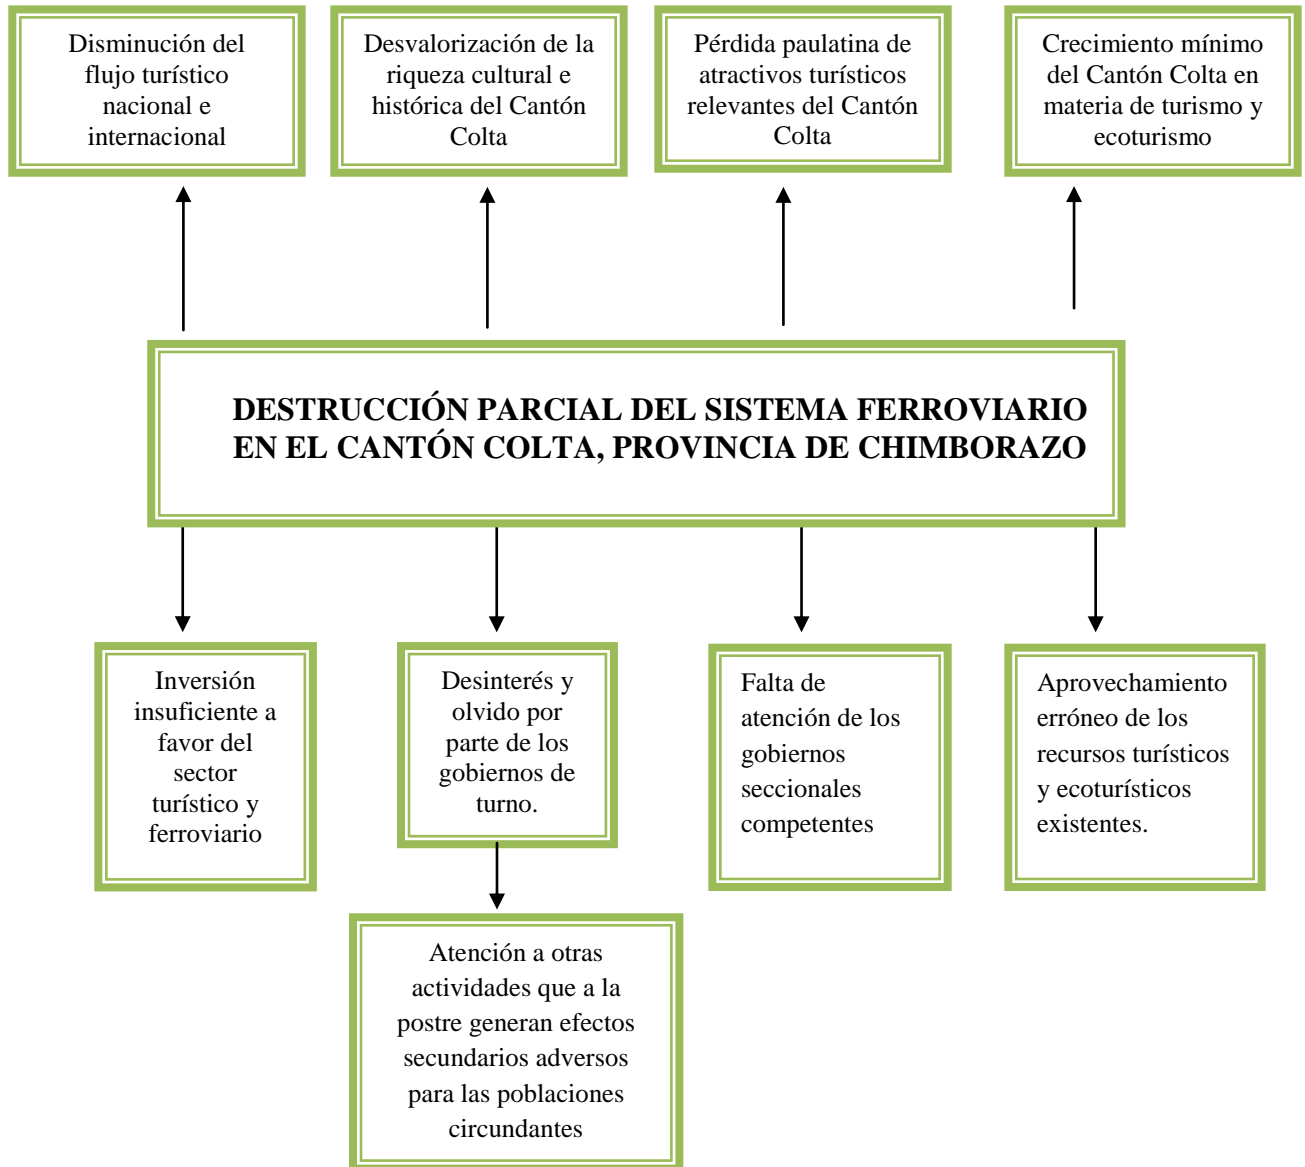 Disminución del
flujo turístico
nacional e
internacional
Desvalorización de la
riqueza cultural e
histórica del Cantón
Colta
Pérdida paulatina de
atractivos turísticos
relevantes del Cantón
Colta
Crecimiento mínimo
del Cantón Colta en
materia de turismo y
ecoturismo
DESTRUCCIÓN PARCIAL DEL SISTEMA FERROVIARIO
EN EL CANTÓN COLTA, PROVINCIA DE CHIMBORAZO
Inversión
insuficiente a
favor del
sector
turístico y
ferroviario
Desinterés y
olvido por
parte de los
gobiernos de
turno.
Falta de
atención de los
gobiernos
seccionales
competentes
Aprovechamiento
erróneo de los
recursos turísticos
y ecoturísticos
existentes.
Atención a otras
actividades que a la
postre generan efectos
secundarios adversos
para las poblaciones
circundantes